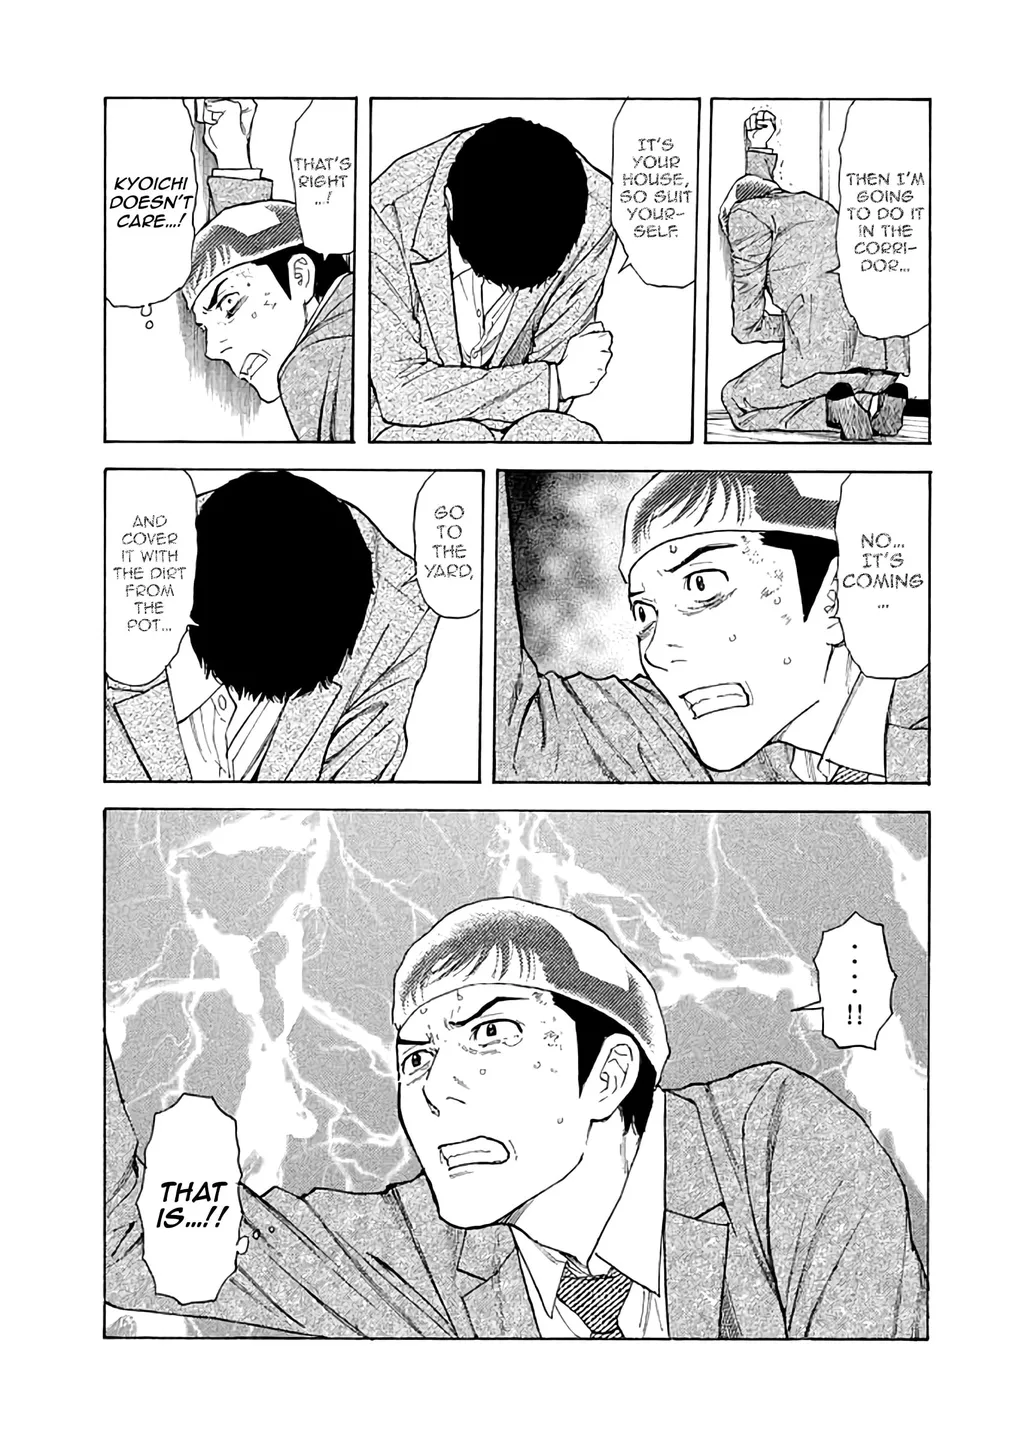 THEN I'M
GOING
TO DO IT
IN THE
CORRI-
DOR...
IT'S
YOUR
HOUSE,
SO SUIT
YOUR-
SELF.
THAT'S
RIGHT
...!
KYOICHI
DOESN'T
CARE...!
NO...
IT'S
COMING
...
GO
TO
THE
YARD,
AND
COVER
IT WITH
THE DIRT
FROM
THE
POT...
....!!
THAT
IS...!!